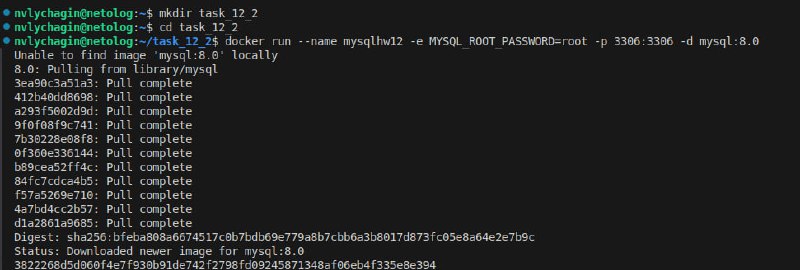 nvlychagin@netolog:~$ mkdir task_12_2
nvlychagin@netolog:~$ cd task_12_2
nvlychagin@netolog:~/task_12_2$ docker run --name mysqlhw12 -e MYSQL_ROOT_PASSWORD=root -p 3306:3306 -d mysql:8.0
Unable to find image 'mysql:8.0' locally
8.0: Pulling from library/mysql
3ea90c3a51a3: Pull complete
412b40dd8698: Pull complete
a293f5002d9d: Pull complete
9f0f08f9c741: Pull complete
7b30228e08f8: Pull complete
0f360e336144: Pull complete
b89cea52ff4c: Pull complete
84fc7cdca4b5: Pull complete
f57a5269e710: Pull complete
4a7bd4cc2b57: Pull complete
d1a2861a9685: Pull complete
Digest: sha256:bfeba808a6674517c0b7bdb69e779a8b7cbb6a3b8017d873fc05e8a64e2e7b9c
Status: Downloaded newer image for mysql:8.0
3822268d5d060f4e7f930b91de742f2798fd09245871348af06eb4f335e8e394